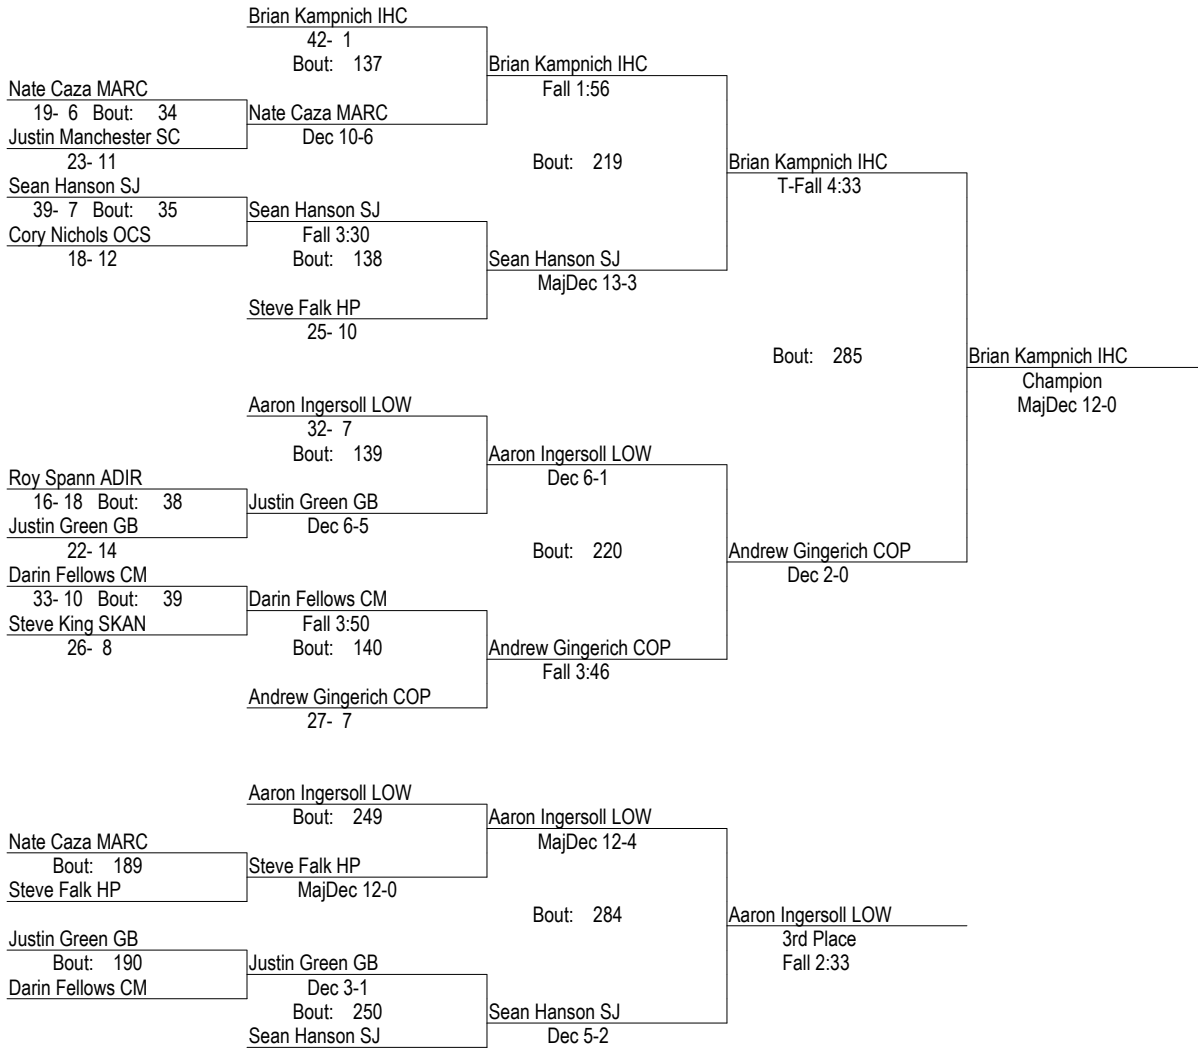 Brian Kampnich IHC
42- 1
Bout: 137
Brian Kampnich IHC
Fall 1:56
Nate Caza MARC
19- 6 Bout: 34
Nate Caza MARC
Dec 10-6
Justin Manchester SC
23- 11
Bout: 219
Brian Kampnich IHC
T-Fall 4:33
Sean Hanson SJ
39- 7 Bout: 35
Sean Hanson SJ
Fall 3:30
Cory Nichols OCS
18- 12
Bout: 138
Sean Hanson SJ
MajDec 13-3
Steve Falk HP
25- 10
Bout: 285
Brian Kampnich IHC
Champion
MajDec 12-0
Aaron Ingersoll LOW
32- 7
Bout: 139
Aaron Ingersoll LOW
Dec 6-1
Roy Spann ADIR
16- 18 Bout: 38
Justin Green GB
Dec 6-5
Justin Green GB
22- 14
Bout: 220
Andrew Gingerich COP
Dec 2-0
Darin Fellows CM
33- 10 Bout: 39
Darin Fellows CM
Fall 3:50
Steve King SKAN
26- 8
Bout: 140
Andrew Gingerich COP
Fall 3:46
Andrew Gingerich COP
27- 7
Aaron Ingersoll LOW
Bout: 249
Aaron Ingersoll LOW
MajDec 12-4
Nate Caza MARC
Bout: 189
Steve Falk HP
MajDec 12-0
Steve Falk HP
Bout: 284
Aaron Ingersoll LOW
3rd Place
Fall 2:33
Justin Green GB
Bout: 190
Justin Green GB
Dec 3-1
Darin Fellows CM
Bout: 250
Sean Hanson SJ
Dec 5-2
Sean Hanson SJ